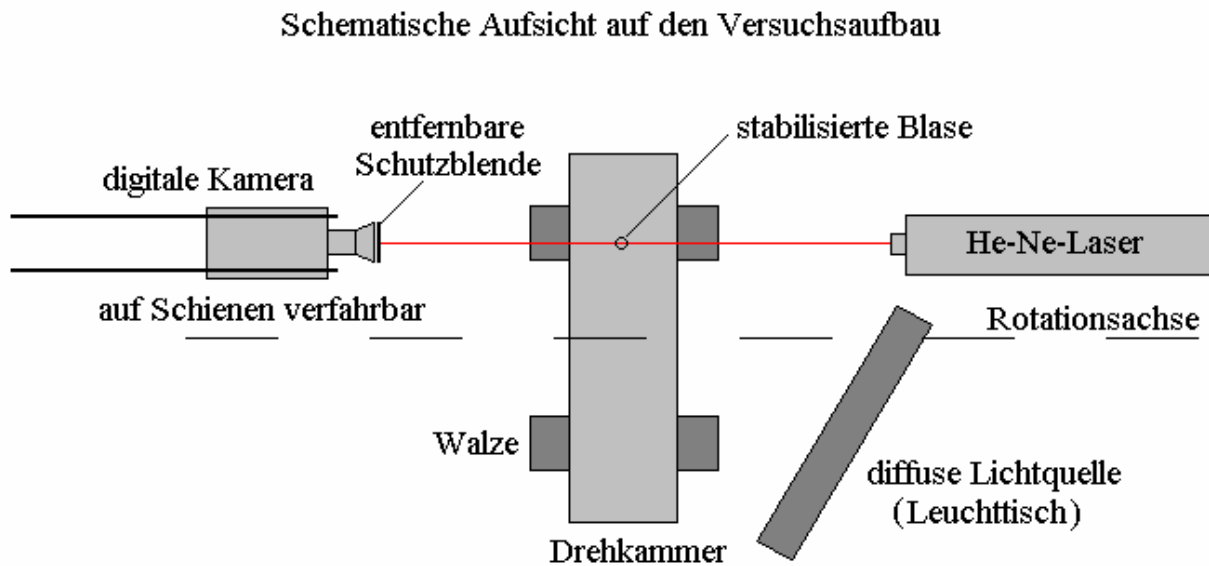 Schematische Aufsicht auf den Versuchsaufbau
entfernbare
Schutzblende
stabilisierte Blase
digitale Kamera
He-Ne-Laser
auf Schienen verfahrbar
Rotationsachse
Walze
diffuse Lichtquelle
(Leuchttisch)
Drehkammer